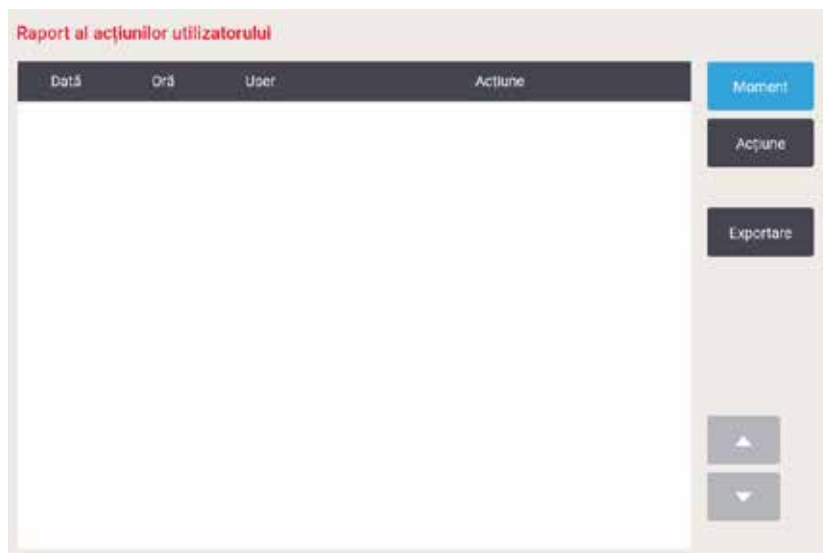 Raport al acțiunilor utilizatorului
Dată Oră User Acțiune
Moment
Acțiune
Exportare